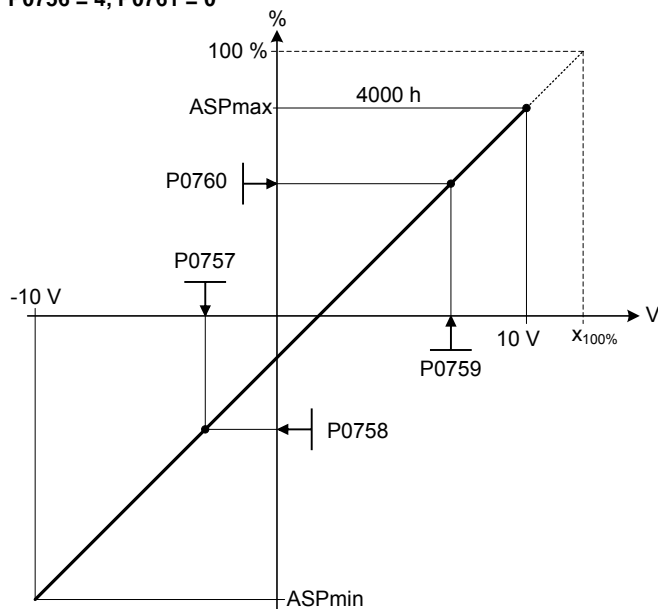 P0756 = 4, P0761 = 0
%
100 %
ASPmax
4000 h
P0760
P0757
-10 V
V
10 V
x100%
P0759
P0758
ASPmin